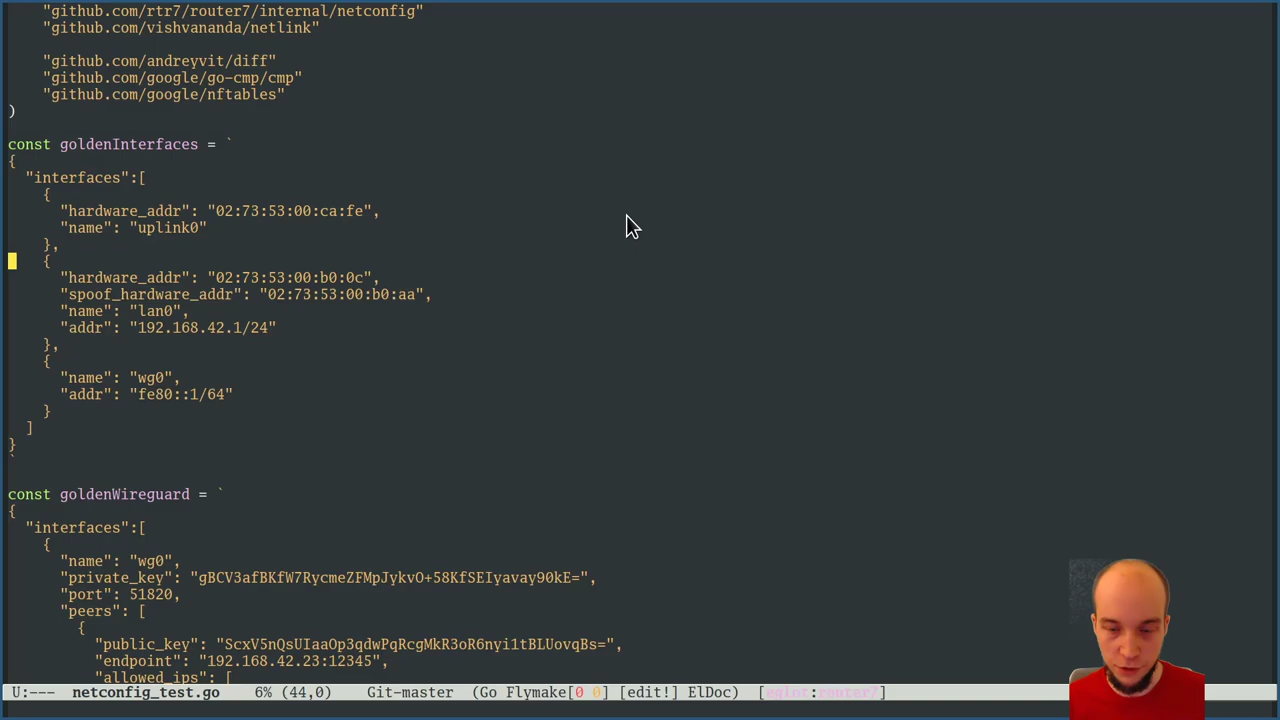 "github.com/rtr7/router7/internal/netconfig"
"github.com/vishvananda/netlink"
"github.com/andreyvit/diff"
"github.com/google/go-cmp/cmp"
"github.com/google/nftables"
)
const goldenInterfaces = `
{
"interfaces":[
{
"hardware_addr": "02:73:53:00:ca:fe",
"name": "uplink0"
},
{
"hardware_addr": "02:73:53:00:b0:0c",
"spoof_hardware_addr": "02:73:53:00:b0:aa",
"name": "lan0",
"addr": "192.168.42.1/24"
},
{
"name": "wg0",
"addr": "fe80::1/64"
}
]
}
`
const goldenWireguard = `
{
"interfaces":[
{
"name": "wg0",
"private_key": "gBCV3afBKfW7RycmeZFMpJykvO+58KfSEIyavay90kE=",
"port": 51820,
"peers": [
{
"public_key": "ScxV5nQsUIaaOp3qdwPqRcgMkR3oR6nyi1tBLUovqBs=",
"endpoint": "192.168.42.23:12345",
"allowed_ips": [
U:--- netconfig_test.go 6% (44,0) Git-master (Go Flymake[0 0] [edit!] ElDoc) [eglot:router7]